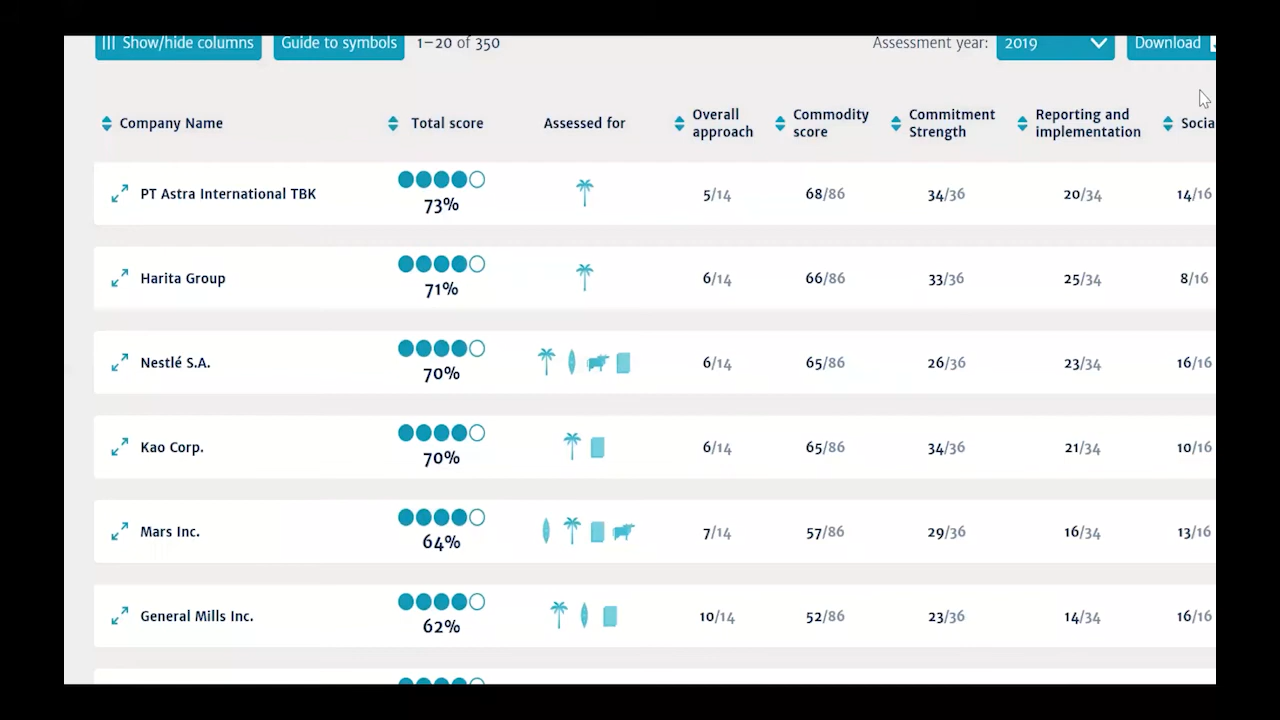 Show/hide columns Guide to symbols 1–20 of 350 Assessment year: 2019 Download
Company Name Total score Assessed for Overall approach Commodity score Commitment Strength Reporting and implementation Socia
PT Astra International TBK 73% 5/14 68/86 34/36 20/34 14/16
Harita Group 71% 6/14 66/86 33/36 25/34 8/16
Nestlé S.A. 70% 6/14 65/86 26/36 23/34 16/16
Kao Corp. 70% 6/14 65/86 34/36 21/34 10/16
Mars Inc. 64% 7/14 57/86 29/36 16/34 13/16
General Mills Inc. 62% 10/14 52/86 23/36 14/34 16/16